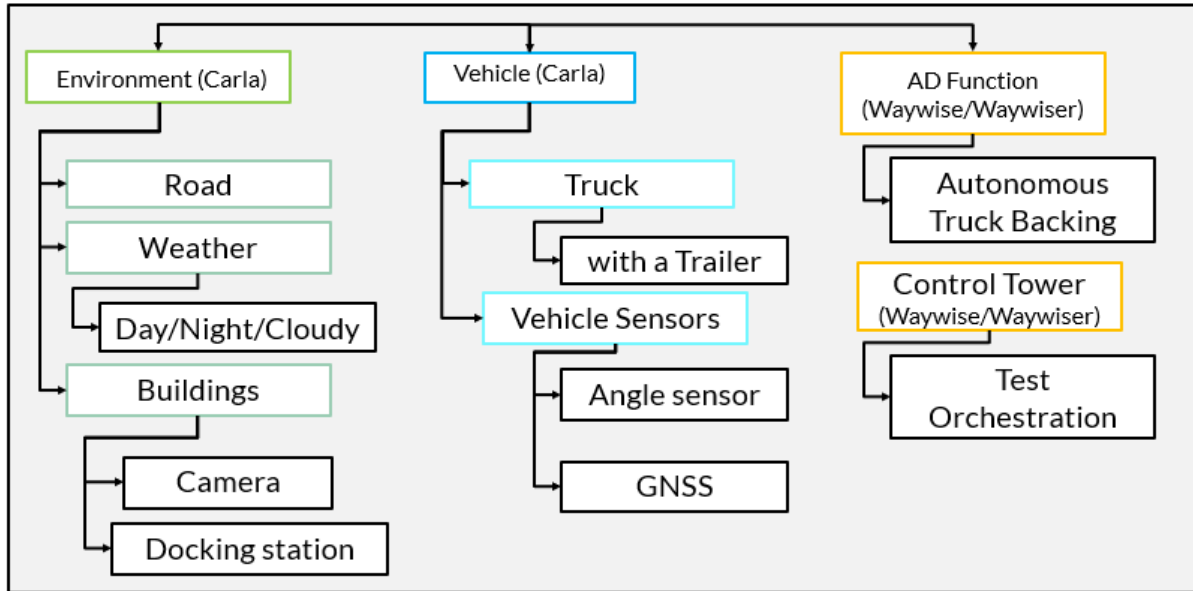 Environment (Carla)
Road
Weather
Day/Night/Cloudy
Buildings
Camera
Docking station
Vehicle (Carla)
Truck
with a Trailer
Vehicle Sensors
Angle sensor
GNSS
AD Function
(Waywise/Waywiser)
Autonomous
Truck Backing
Control Tower
(Waywise/Waywiser)
Test
Orchestration